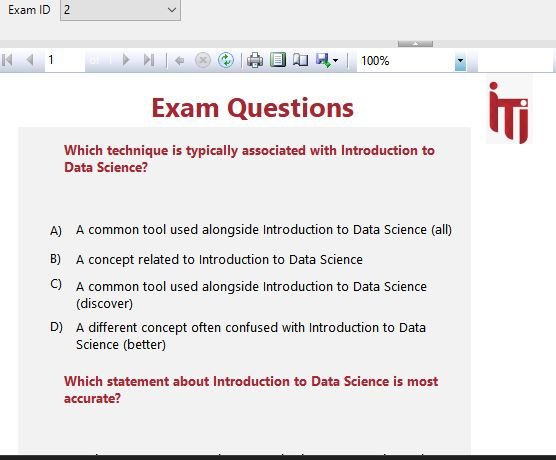 Exam ID 2
1 of 1 100%
Exam Questions
iTi
Which technique is typically associated with Introduction to
Data Science?
A) A common tool used alongside Introduction to Data Science (all)
B) A concept related to Introduction to Data Science
C) A common tool used alongside Introduction to Data Science
(discover)
D) A different concept often confused with Introduction to Data
Science (better)
Which statement about Introduction to Data Science is most
accurate?